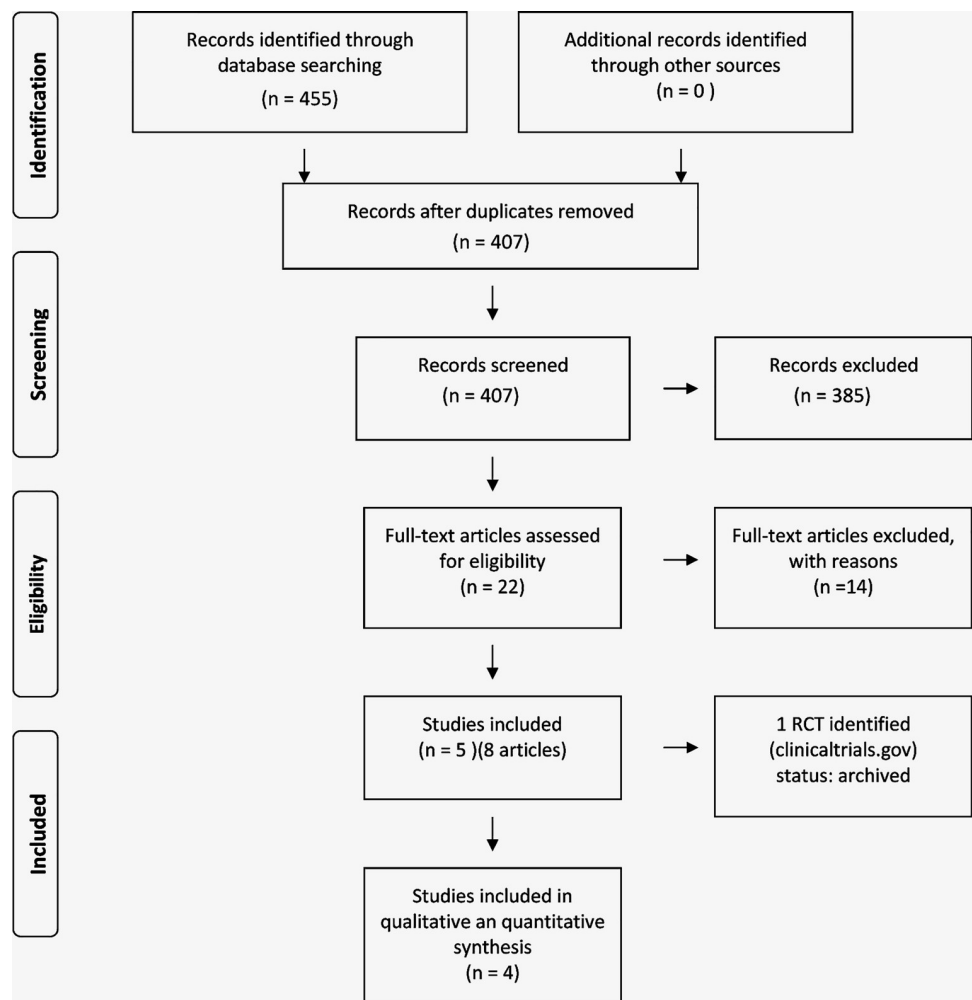 Identification
Records identified through
database searching
(n = 455)
Additional records identified
through other sources
(n = 0 )
Records after duplicates removed
(n = 407)
Screening
Records screened
(n = 407)
Records excluded
(n = 385)
Eligibility
Full-text articles assessed
for eligibility
(n = 22)
Full-text articles excluded,
with reasons
(n =14)
Included
Studies included
(n = 5 )(8 articles)
1 RCT identified
(clinicaltrials.gov)
status: archived
Studies included in
qualitative an quantitative
synthesis
(n = 4)